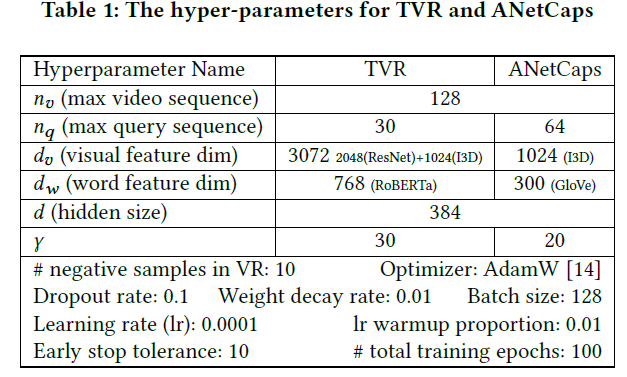 Table 1: The hyper-parameters for TVR and ANetCaps
Hyperparameter Name TVR ANetCaps
n_v (max video sequence) 128
n_q (max query sequence) 30 64
d_v (visual feature dim) 3072 2048(ResNet)+1024(I3D) 1024 (I3D)
d_w (word feature dim) 768 (RoBERTa) 300 (GloVe)
d (hidden size) 384
γ 30 20
# negative samples in VR: 10 Optimizer: AdamW [14]
Dropout rate: 0.1 Weight decay rate: 0.01 Batch size: 128
Learning rate (lr): 0.0001 lr warmup proportion: 0.01
Early stop tolerance: 10 # total training epochs: 100